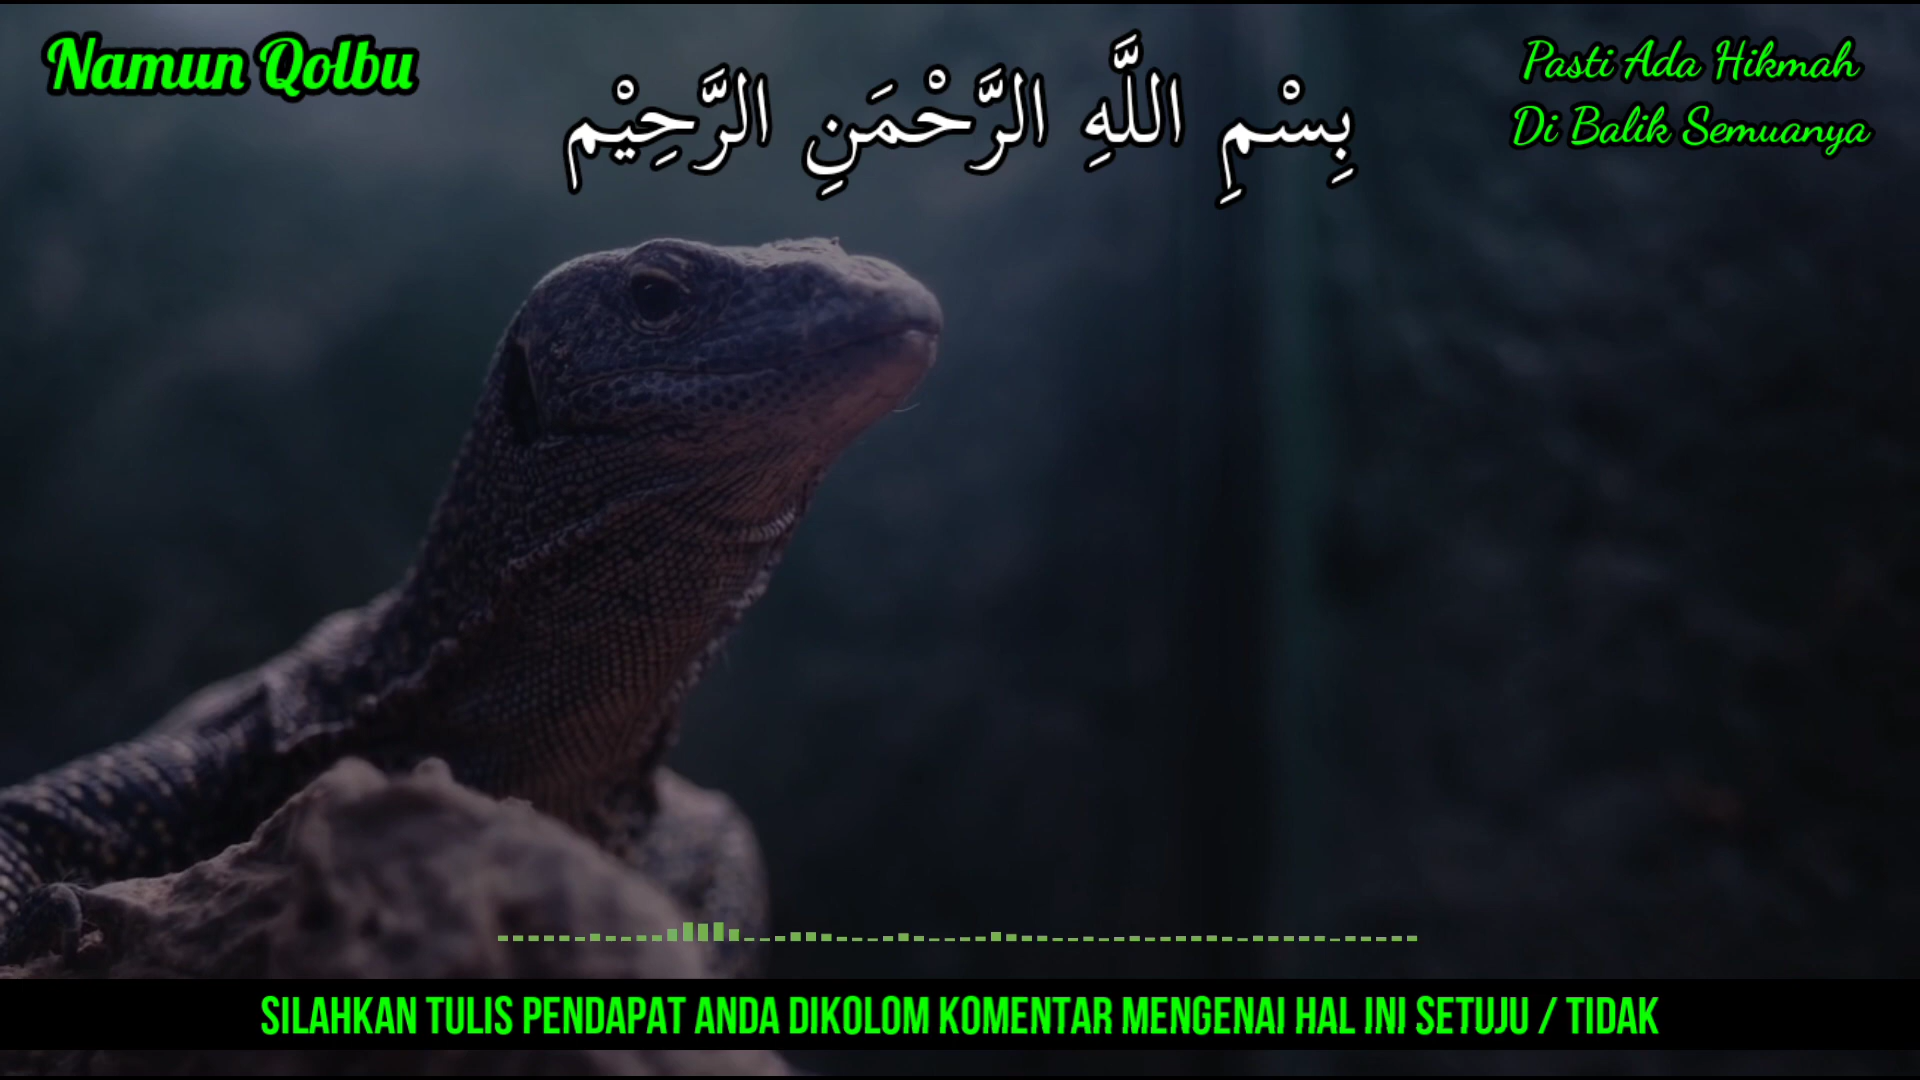 Namun Qolbu
بِسْمِ اللَّهِ الرَّحْمَنِ الرَّحِيْم
Pasti Ada Hikmah
Di Balik Semuanya
SILAHKAN TULIS PENDAPAT ANDA DIKOLOM KOMENTAR MENGENAI HAL INI SETUJU / TIDAK